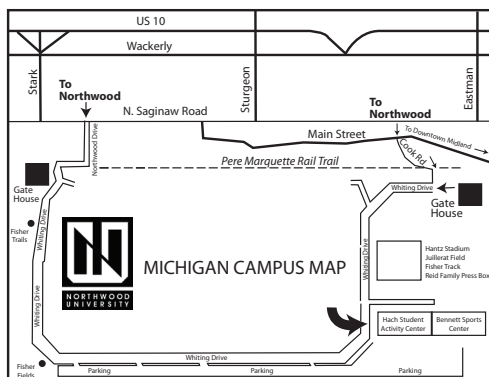 US 10
Wackerly
Stark
Sturgeon
Eastman
To
Northwood
N. Saginaw Road
To
Northwood
Main Street
To Downtown Midland
Northwood Drive
Pere Marquette Rail Trail
Cook Rd.
Gate
House
Whiting Drive
Gate
House
Fisher
Trails
Whiting Drive
NORTHWOOD
UNIVERSITY
MICHIGAN CAMPUS MAP
Whiting Drive
Hantz Stadium
Juillerat Field
Fisher Track
Reid Family Press Box
Whiting Drive
Hach Student
Activity Center
Bennett Sports
Center
Whiting Drive
Fisher
Fields
Parking
Parking
Parking